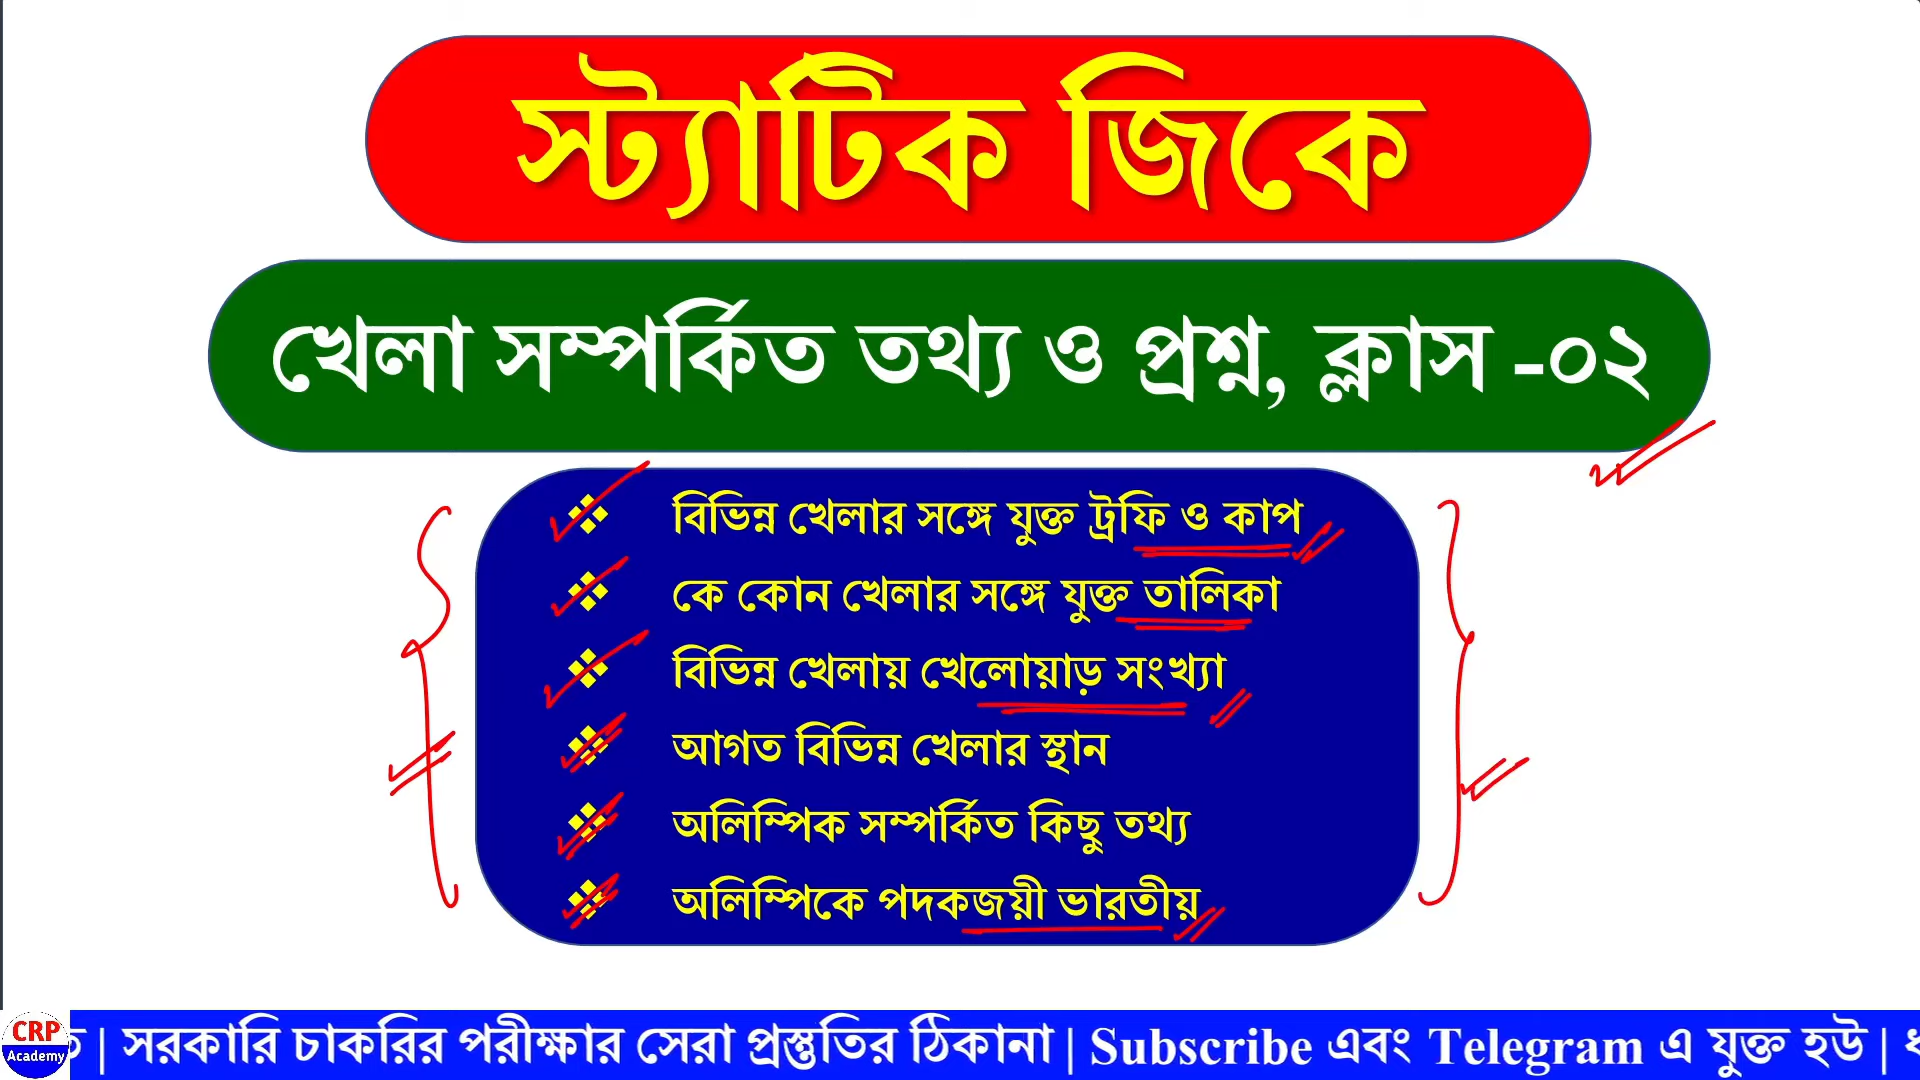 স্ট্যাটিক জিকে
খেলা সম্পর্কিত তথ্য ও প্রশ্ন, ক্লাস -০২
বিভিন্ন খেলার সঙ্গে যুক্ত ট্রফি ও কাপ
কে কোন খেলার সঙ্গে যুক্ত তালিকা
বিভিন্ন খেলায় খেলোয়াড় সংখ্যা
আগত বিভিন্ন খেলার স্থান
অলিম্পিক সম্পর্কিত কিছু তথ্য
অলিম্পিকে পদকজয়ী ভারতীয়
| সরকারি চাকরির পরীক্ষার সেরা প্রস্তুতির ঠিকানা | Subscribe এবং Telegram এ যুক্ত হউ |
CRP
Academy